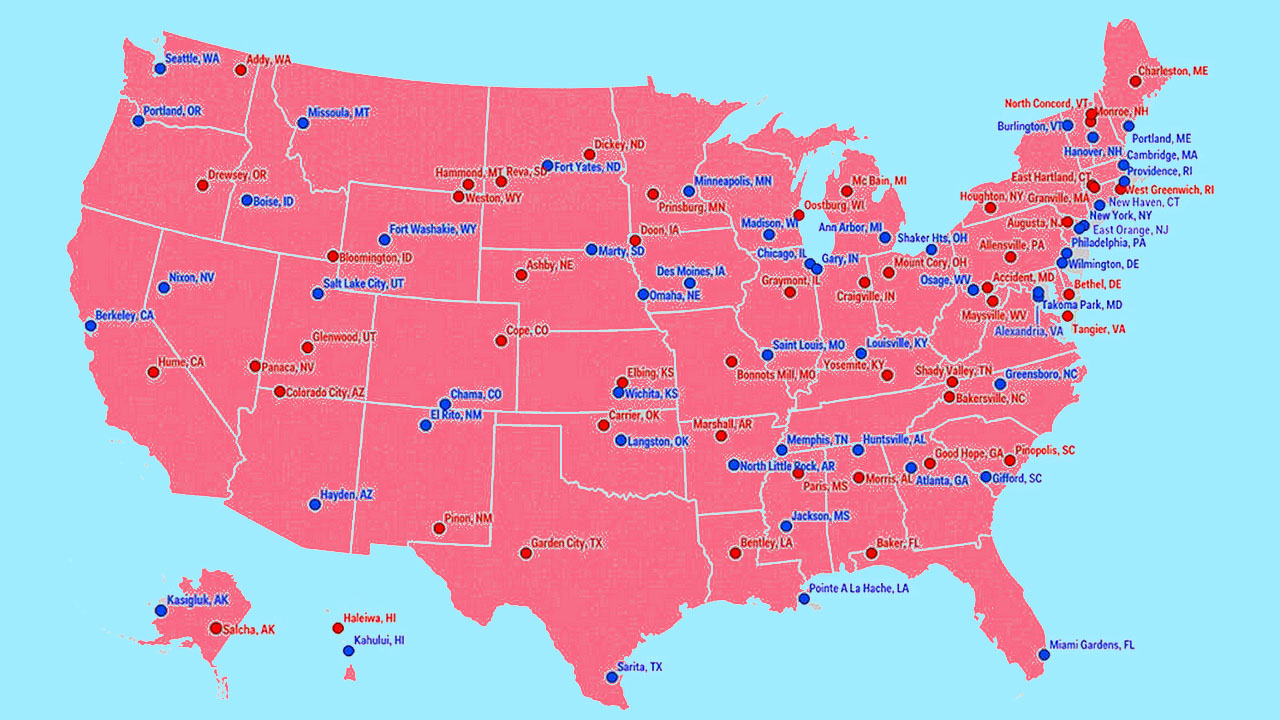 Seattle, WA
Addy, WA
Charleston, ME
North Concord, VT
Monroe, NH
Portland, OR
Missoula, MT
Burlington, VT
Portland, ME
Hanover, NH
Dickey, ND
Cambridge, MA
Drewsey, OR
Hammond, MT
Reva, SD
Fort Yates, ND
Providence, RI
Mc Bain, MI
East Hartland, CT
Minneapolis, MN
West Greenwich, RI
Boise, ID
Weston, WY
Prinsburg, MN
Oostburg, WI
Houghton, NY
Granville, MA
New Haven, CT
New York, NY
Madison, WI
Ann Arbor, MI
Augusta, NJ
East Orange, NJ
Fort Washakie, WY
Doon, IA
Shaker Hts, OH
Allensville, PA
Philadelphia, PA
Bloomington, ID
Marty, SD
Chicago, IL
Gary, IN
Mount Cory, OH
Wilmington, DE
Ashby, NE
Des Moines, IA
Nixon, NV
Salt Lake City, UT
Omaha, NE
Graymont, IL
Craigville, IN
Osage, WV
Accident, MD
Bethel, DE
Takoma Park, MD
Berkeley, CA
Maysville, WV
Alexandria, VA
Tangier, VA
Glenwood, UT
Cope, CO
Saint Louis, MO
Louisville, KY
Hume, CA
Panaca, NV
Elbing, KS
Bonnots Mill, MO
Yosemite, KY
Shady Valley, TN
Greensboro, NC
Colorado City, AZ
Chama, CO
Wichita, KS
Bakersville, NC
El Rito, NM
Carrier, OK
Marshall, AR
Langston, OK
Memphis, TN
Huntsville, AL
Good Hope, GA
Pinopolis, SC
North Little Rock, AR
Paris, MS
Morris, AL
Atlanta, GA
Gifford, SC
Hayden, AZ
Pinon, NM
Jackson, MS
Garden City, TX
Bentley, LA
Baker, FL
Pointe A La Hache, LA
Kasigluk, AK
Salcha, AK
Haleiwa, HI
Kahului, HI
Miami Gardens, FL
Sarita, TX